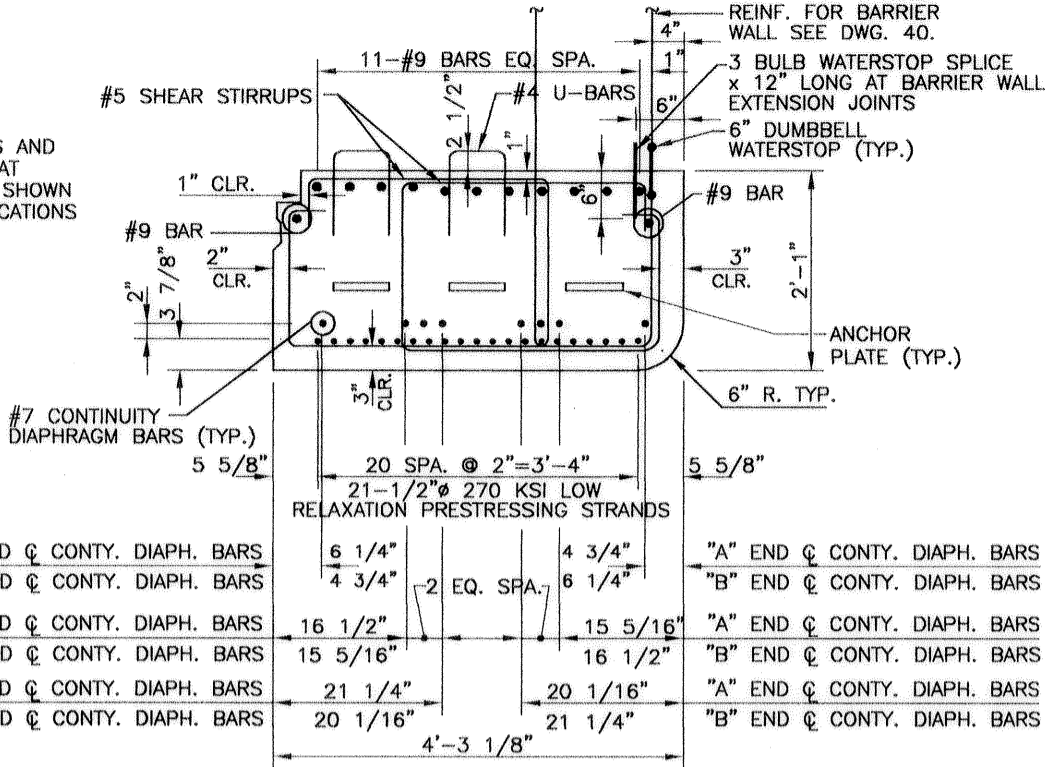 REINF. FOR BARRIER
WALL SEE DWG. 40.
4"
11-#9 BARS EQ. SPA.
1"
3 BULB WATERSTOP SPLICE
x 12" LONG AT BARRIER WALL
EXTENSION JOINTS
#5 SHEAR STIRRUPS
2 1/2"
#4 U-BARS
1"
6"
6" DUMBBELL
WATERSTOP (TYP.)
S AND
AT
SHOWN
CATIONS
1" CLR.
6"
#9 BAR
#9 BAR
2"
CLR.
3"
CLR.
2'-1"
2"
3 7/8"
ANCHOR
PLATE (TYP.)
3"
CLR.
6" R. TYP.
#7 CONTINUITY
DIAPHRAGM BARS (TYP.)
5 5/8"
20 SPA. @ 2"=3'-4"
5 5/8"
21-1/2"ø 270 KSI LOW
RELAXATION PRESTRESSING STRANDS
D ℄ CONTY. DIAPH. BARS
6 1/4"
4 3/4"
"A" END ℄ CONTY. DIAPH. BARS
D ℄ CONTY. DIAPH. BARS
4 3/4"
2 EQ. SPA.
6 1/4"
"B" END ℄ CONTY. DIAPH. BARS
D ℄ CONTY. DIAPH. BARS
16 1/2"
15 5/16"
"A" END ℄ CONTY. DIAPH. BARS
D ℄ CONTY. DIAPH. BARS
15 5/16"
16 1/2"
"B" END ℄ CONTY. DIAPH. BARS
D ℄ CONTY. DIAPH. BARS
21 1/4"
20 1/16"
"A" END ℄ CONTY. DIAPH. BARS
D ℄ CONTY. DIAPH. BARS
20 1/16"
21 1/4"
"B" END ℄ CONTY. DIAPH. BARS
4'-3 1/8"